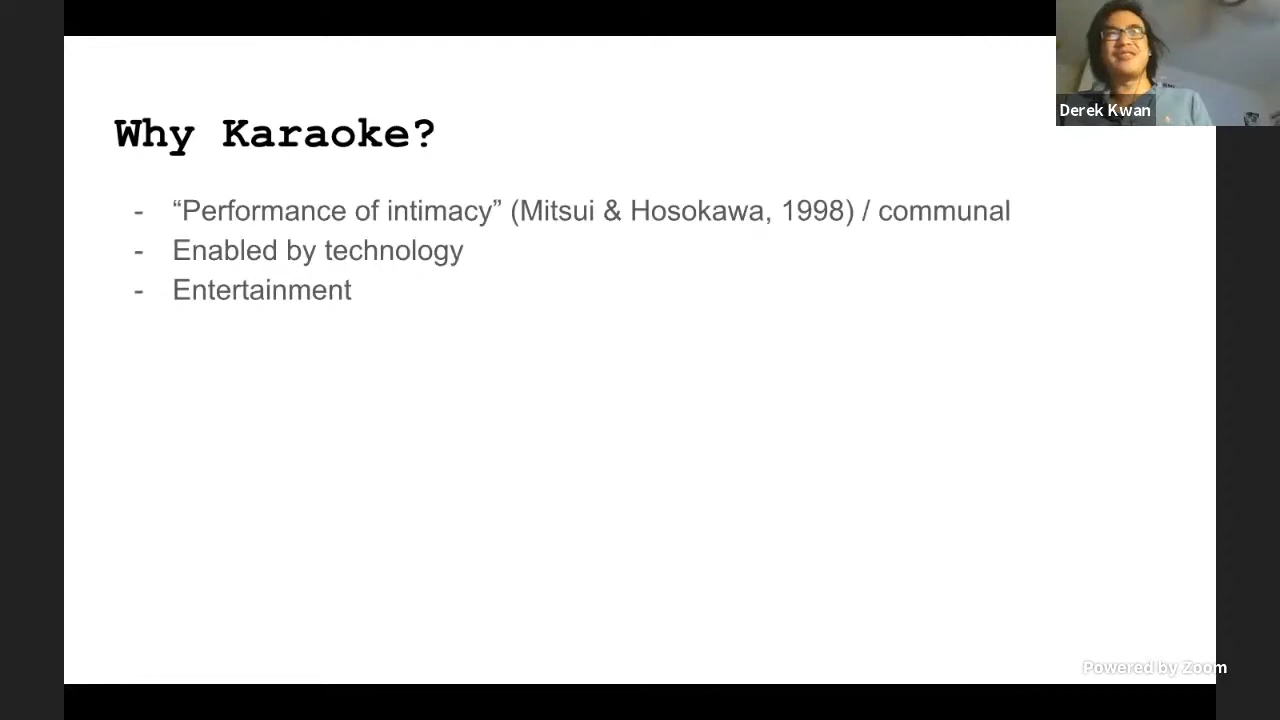 Why Karaoke?
- “Performance of intimacy” (Mitsui & Hosokawa, 1998) / communal
- Enabled by technology
- Entertainment
Derek Kwan
Powered by Zoom